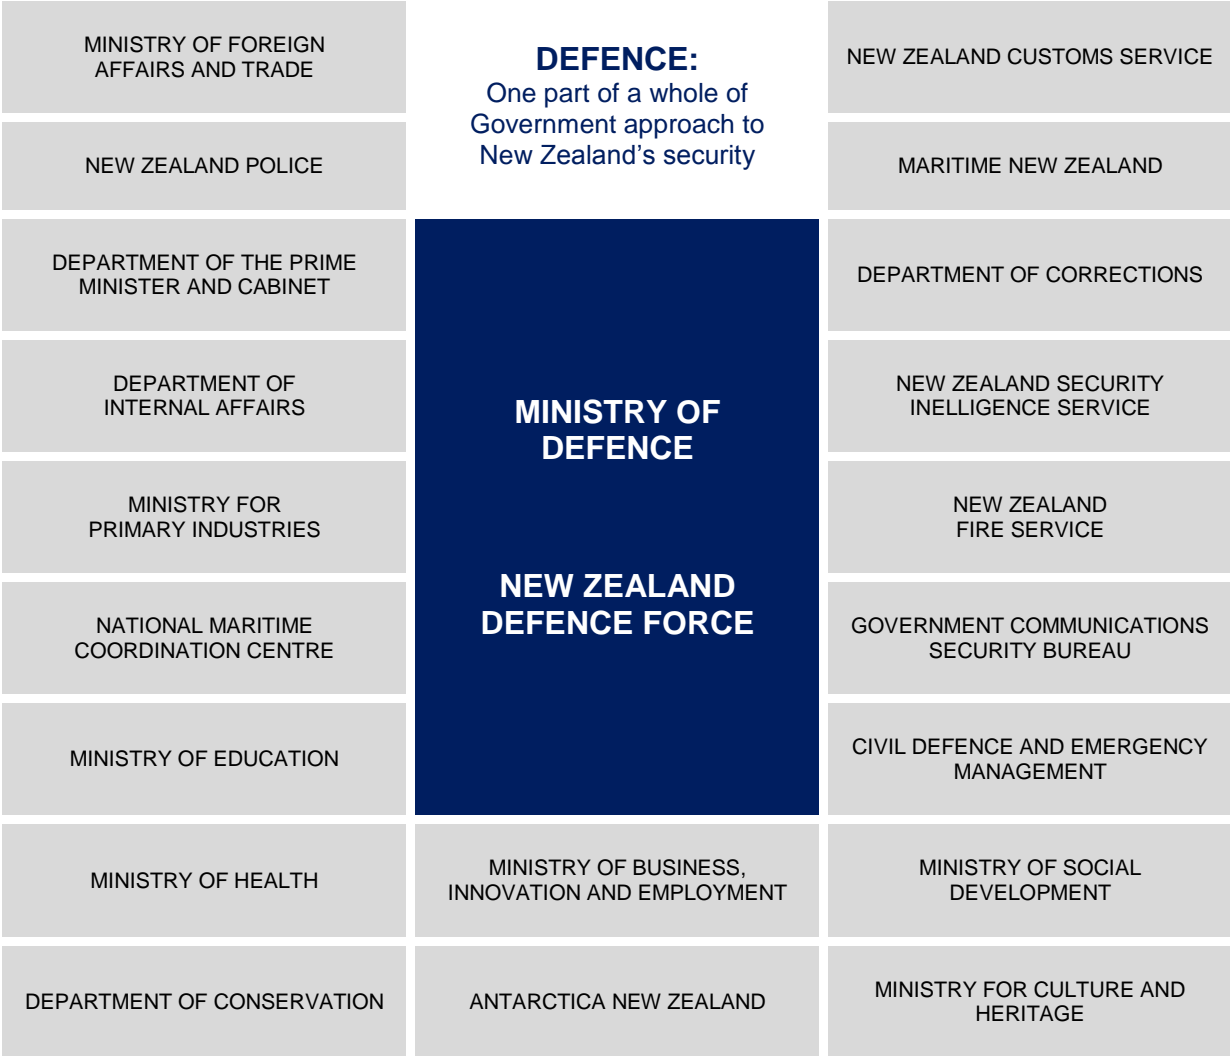 MINISTRY OF FOREIGN
AFFAIRS AND TRADE
DEFENCE:
One part of a whole of
Government approach to
New Zealand’s security
NEW ZEALAND CUSTOMS SERVICE
NEW ZEALAND POLICE
MARITIME NEW ZEALAND
DEPARTMENT OF THE PRIME
MINISTER AND CABINET
DEPARTMENT OF CORRECTIONS
DEPARTMENT OF
INTERNAL AFFAIRS
MINISTRY OF
DEFENCE
NEW ZEALAND SECURITY
INELLIGENCE SERVICE
MINISTRY FOR
PRIMARY INDUSTRIES
NEW ZEALAND
FIRE SERVICE
NEW ZEALAND
DEFENCE FORCE
NATIONAL MARITIME
COORDINATION CENTRE
GOVERNMENT COMMUNICATIONS
SECURITY BUREAU
MINISTRY OF EDUCATION
CIVIL DEFENCE AND EMERGENCY
MANAGEMENT
MINISTRY OF HEALTH
MINISTRY OF BUSINESS,
INNOVATION AND EMPLOYMENT
MINISTRY OF SOCIAL
DEVELOPMENT
DEPARTMENT OF CONSERVATION
ANTARCTICA NEW ZEALAND
MINISTRY FOR CULTURE AND
HERITAGE